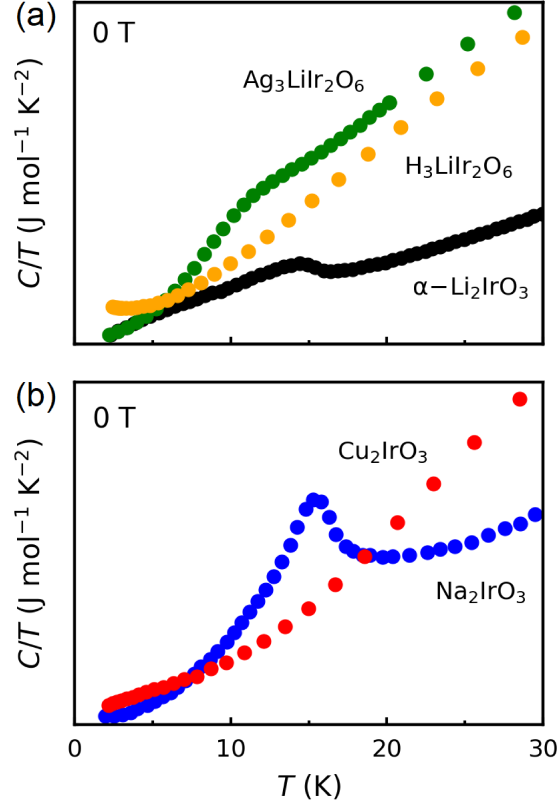 (a)
0 T
Ag₃LiIr₂O₆
H₃LiIr₂O₆
α−Li₂IrO₃
C/T (J mol⁻¹ K⁻²)
(b)
0 T
Cu₂IrO₃
Na₂IrO₃
C/T (J mol⁻¹ K⁻²)
0 10 20 30
T (K)